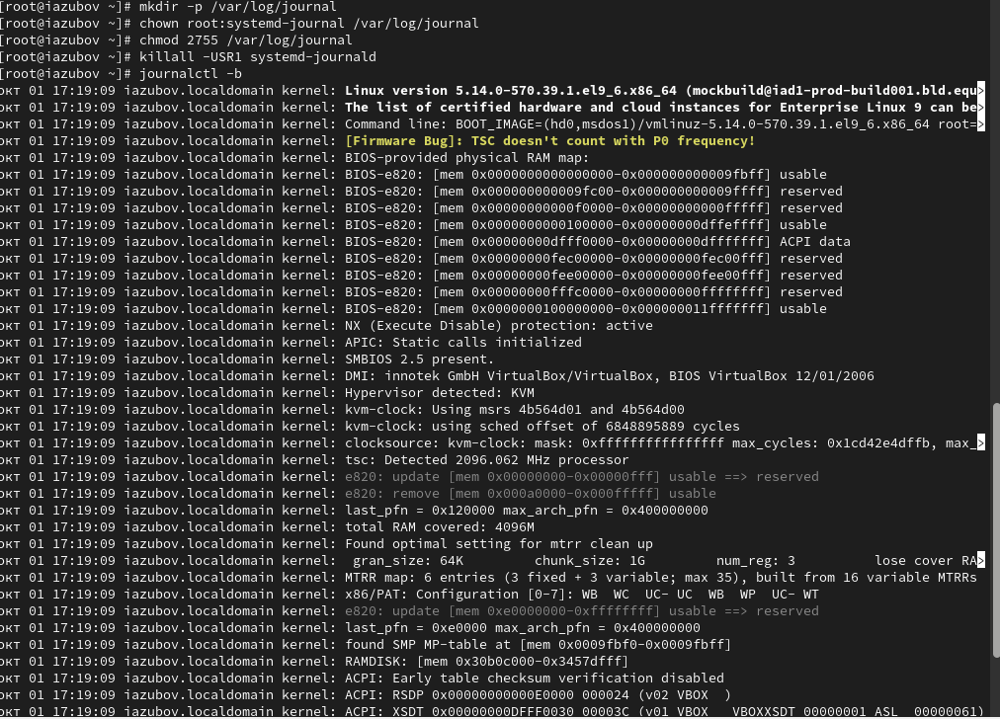 [root@iazubov ~]# mkdir -p /var/log/journal
[root@iazubov ~]# chown root:systemd-journal /var/log/journal
[root@iazubov ~]# chmod 2755 /var/log/journal
[root@iazubov ~]# killall -USR1 systemd-journald
[root@iazubov ~]# journalctl -b
окт 01 17:19:09 iazubov.localdomain kernel: Linux version 5.14.0-570.39.1.el9_6.x86_64 (mockbuild@iad1-prod-build001.bld.equ>
окт 01 17:19:09 iazubov.localdomain kernel: The list of certified hardware and cloud instances for Enterprise Linux 9 can be>
окт 01 17:19:09 iazubov.localdomain kernel: Command line: BOOT_IMAGE=(hd0,msdos1)/vmlinuz-5.14.0-570.39.1.el9_6.x86_64 root=>
окт 01 17:19:09 iazubov.localdomain kernel: [Firmware Bug]: TSC doesn't count with P0 frequency!
окт 01 17:19:09 iazubov.localdomain kernel: BIOS-provided physical RAM map:
окт 01 17:19:09 iazubov.localdomain kernel: BIOS-e820: [mem 0x0000000000000000-0x000000000009fbff] usable
окт 01 17:19:09 iazubov.localdomain kernel: BIOS-e820: [mem 0x000000000009fc00-0x000000000009ffff] reserved
окт 01 17:19:09 iazubov.localdomain kernel: BIOS-e820: [mem 0x00000000000f0000-0x00000000000fffff] reserved
окт 01 17:19:09 iazubov.localdomain kernel: BIOS-e820: [mem 0x0000000000100000-0x00000000dffeffff] usable
окт 01 17:19:09 iazubov.localdomain kernel: BIOS-e820: [mem 0x00000000dfff0000-0x00000000dfffffff] ACPI data
окт 01 17:19:09 iazubov.localdomain kernel: BIOS-e820: [mem 0x00000000fec00000-0x00000000fec00fff] reserved
окт 01 17:19:09 iazubov.localdomain kernel: BIOS-e820: [mem 0x00000000fee00000-0x00000000fee00fff] reserved
окт 01 17:19:09 iazubov.localdomain kernel: BIOS-e820: [mem 0x00000000fffc0000-0x00000000ffffffff] reserved
окт 01 17:19:09 iazubov.localdomain kernel: BIOS-e820: [mem 0x0000000100000000-0x000000011fffffff] usable
окт 01 17:19:09 iazubov.localdomain kernel: NX (Execute Disable) protection: active
окт 01 17:19:09 iazubov.localdomain kernel: APIC: Static calls initialized
окт 01 17:19:09 iazubov.localdomain kernel: SMBIOS 2.5 present.
окт 01 17:19:09 iazubov.localdomain kernel: DMI: innotek GmbH VirtualBox/VirtualBox, BIOS VirtualBox 12/01/2006
окт 01 17:19:09 iazubov.localdomain kernel: Hypervisor detected: KVM
окт 01 17:19:09 iazubov.localdomain kernel: kvm-clock: Using msrs 4b564d01 and 4b564d00
окт 01 17:19:09 iazubov.localdomain kernel: kvm-clock: using sched offset of 6848895889 cycles
окт 01 17:19:09 iazubov.localdomain kernel: clocksource: kvm-clock: mask: 0xffffffffffffffff max_cycles: 0x1cd42e4dffb, max_>
окт 01 17:19:09 iazubov.localdomain kernel: tsc: Detected 2096.062 MHz processor
окт 01 17:19:09 iazubov.localdomain kernel: e820: update [mem 0x00000000-0x00000fff] usable ==> reserved
окт 01 17:19:09 iazubov.localdomain kernel: e820: remove [mem 0x000a0000-0x000fffff] usable
окт 01 17:19:09 iazubov.localdomain kernel: last_pfn = 0x120000 max_arch_pfn = 0x400000000
окт 01 17:19:09 iazubov.localdomain kernel: total RAM covered: 4096M
окт 01 17:19:09 iazubov.localdomain kernel: Found optimal setting for mtrr clean up
окт 01 17:19:09 iazubov.localdomain kernel:  gran_size: 64K         chunk_size: 1G         num_reg: 3          lose cover RA>
окт 01 17:19:09 iazubov.localdomain kernel: MTRR map: 6 entries (3 fixed + 3 variable; max 35), built from 16 variable MTRRs
окт 01 17:19:09 iazubov.localdomain kernel: x86/PAT: Configuration [0-7]: WB  WC  UC- UC  WB  WP  UC- WT
окт 01 17:19:09 iazubov.localdomain kernel: e820: update [mem 0xe0000000-0xffffffff] usable ==> reserved
окт 01 17:19:09 iazubov.localdomain kernel: last_pfn = 0xe0000 max_arch_pfn = 0x400000000
окт 01 17:19:09 iazubov.localdomain kernel: found SMP MP-table at [mem 0x0009fbf0-0x0009fbff]
окт 01 17:19:09 iazubov.localdomain kernel: RAMDISK: [mem 0x30b0c000-0x3457dfff]
окт 01 17:19:09 iazubov.localdomain kernel: ACPI: Early table checksum verification disabled
окт 01 17:19:09 iazubov.localdomain kernel: ACPI: RSDP 0x00000000000E0000 000024 (v02 VBOX  )
окт 01 17:19:09 iazubov.localdomain kernel: ACPI: XSDT 0x00000000DFFF0030 00003C (v01 VBOX   VBOXXSDT 00000001 ASL  00000061)